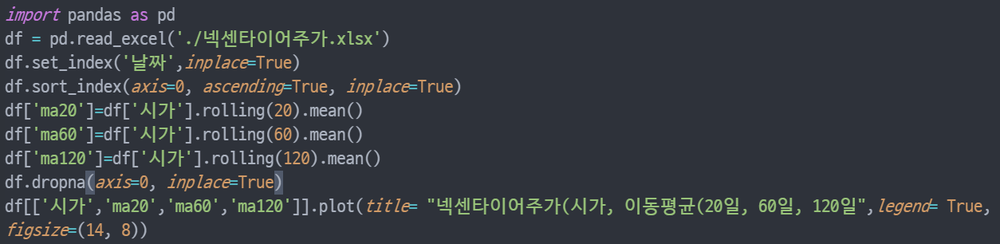 import pandas as pd
df = pd.read_excel('./넥센타이어주가.xlsx')
df.set_index('날짜',inplace=True)
df.sort_index(axis=0, ascending=True, inplace=True)
df['ma20']=df['시가'].rolling(20).mean()
df['ma60']=df['시가'].rolling(60).mean()
df['ma120']=df['시가'].rolling(120).mean()
df.dropna(axis=0, inplace=True)
df[['시가','ma20','ma60','ma120']].plot(title= "넥센타이어주가(시가, 이동평균(20일, 60일, 120일",legend= True,
figsize=(14, 8))